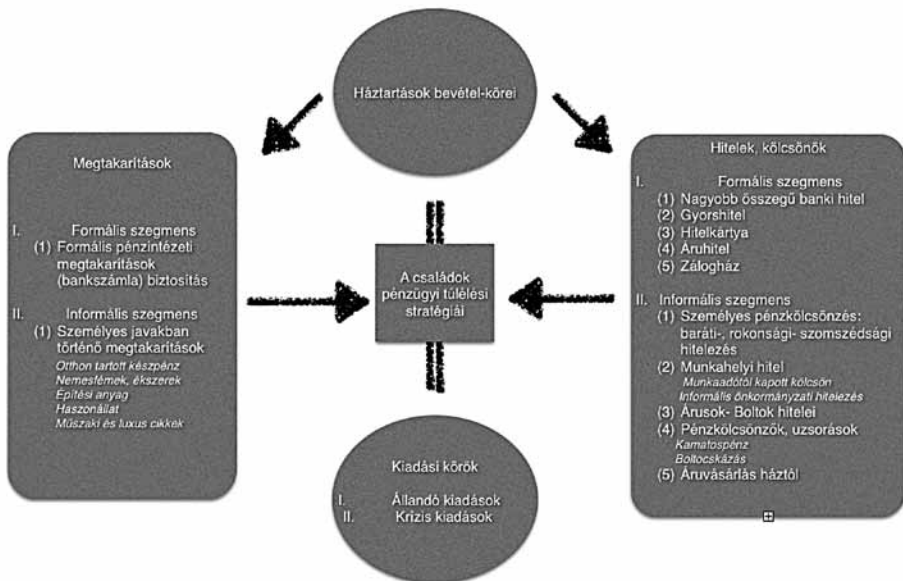 Háztartások bevétel-körei
Megtakarítások
I. Formális szegmens
(1) Formális pénzintézeti
megtakarítások
(bankszámla) biztosítás
II. Informális szegmens
(1) Személyes javakban
történő megtakarítások
Otthon tartott készpénz
Nemesfémek, ékszerek
Építési anyag
Haszonállat
Műszaki és luxus cikkek
A családok
pénzügyi túlélési
stratégiái
Hitelek, kölcsönök
I. Formális szegmens
(1) Nagyobb összegű banki hitel
(2) Gyorshitel
(3) Hitelkártya
(4) Áruhitel
(5) Zálogház
II. Informális szegmens
(1) Személyes pénzkölcsönzés:
baráti-, rokonsági- szomszédsági
hitelezés
(2) Munkahelyi hitel
Munkaadótól kapott kölcsön
Informális önkormányzati hitelezés
(3) Árusok- Boltok hitelei
(4) Pénzkölcsönzők, uzsorások
Kamatospénz
Boltocskázás
(5) Áruvásárlás háztól
Kiadási körök
I. Állandó kiadások
II. Krízis kiadások